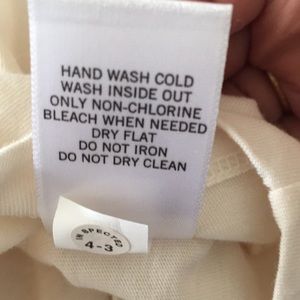 HAND WASH COLD
WASH INSIDE OUT
ONLY NON-CHLORINE
BLEACH WHEN NEEDED
DRY FLAT
DO NOT IRON
DO NOT DRY CLEAN
INSPECTED
4-3